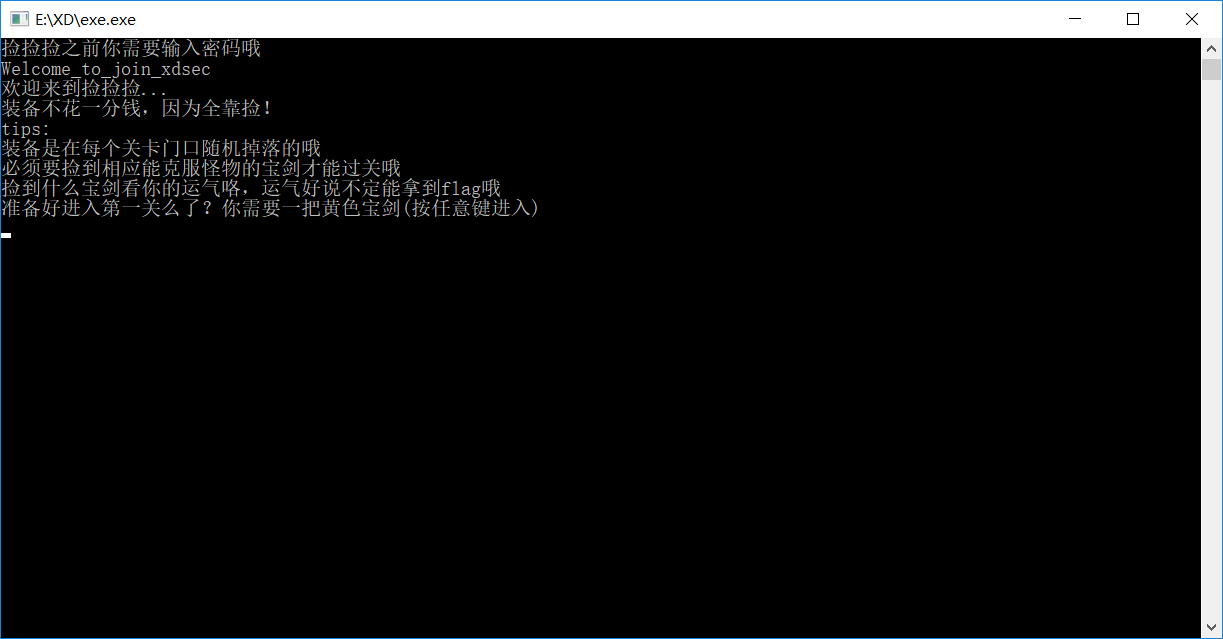 E:\XD\exe.exe
捡捡捡之前你需要输入密码哦
Welcome_to_join_xdsec
欢迎来到捡捡捡...
装备不花一分钱，因为全靠捡！
tips:
装备是在每个关卡门口随机掉落的哦
必须要捡到相应能克服怪物的宝剑才能过关哦
捡到什么宝剑看你的运气咯，运气好说不定能拿到flag哦
准备好进入第一关么了？你需要一把黄色宝剑(按任意键进入)